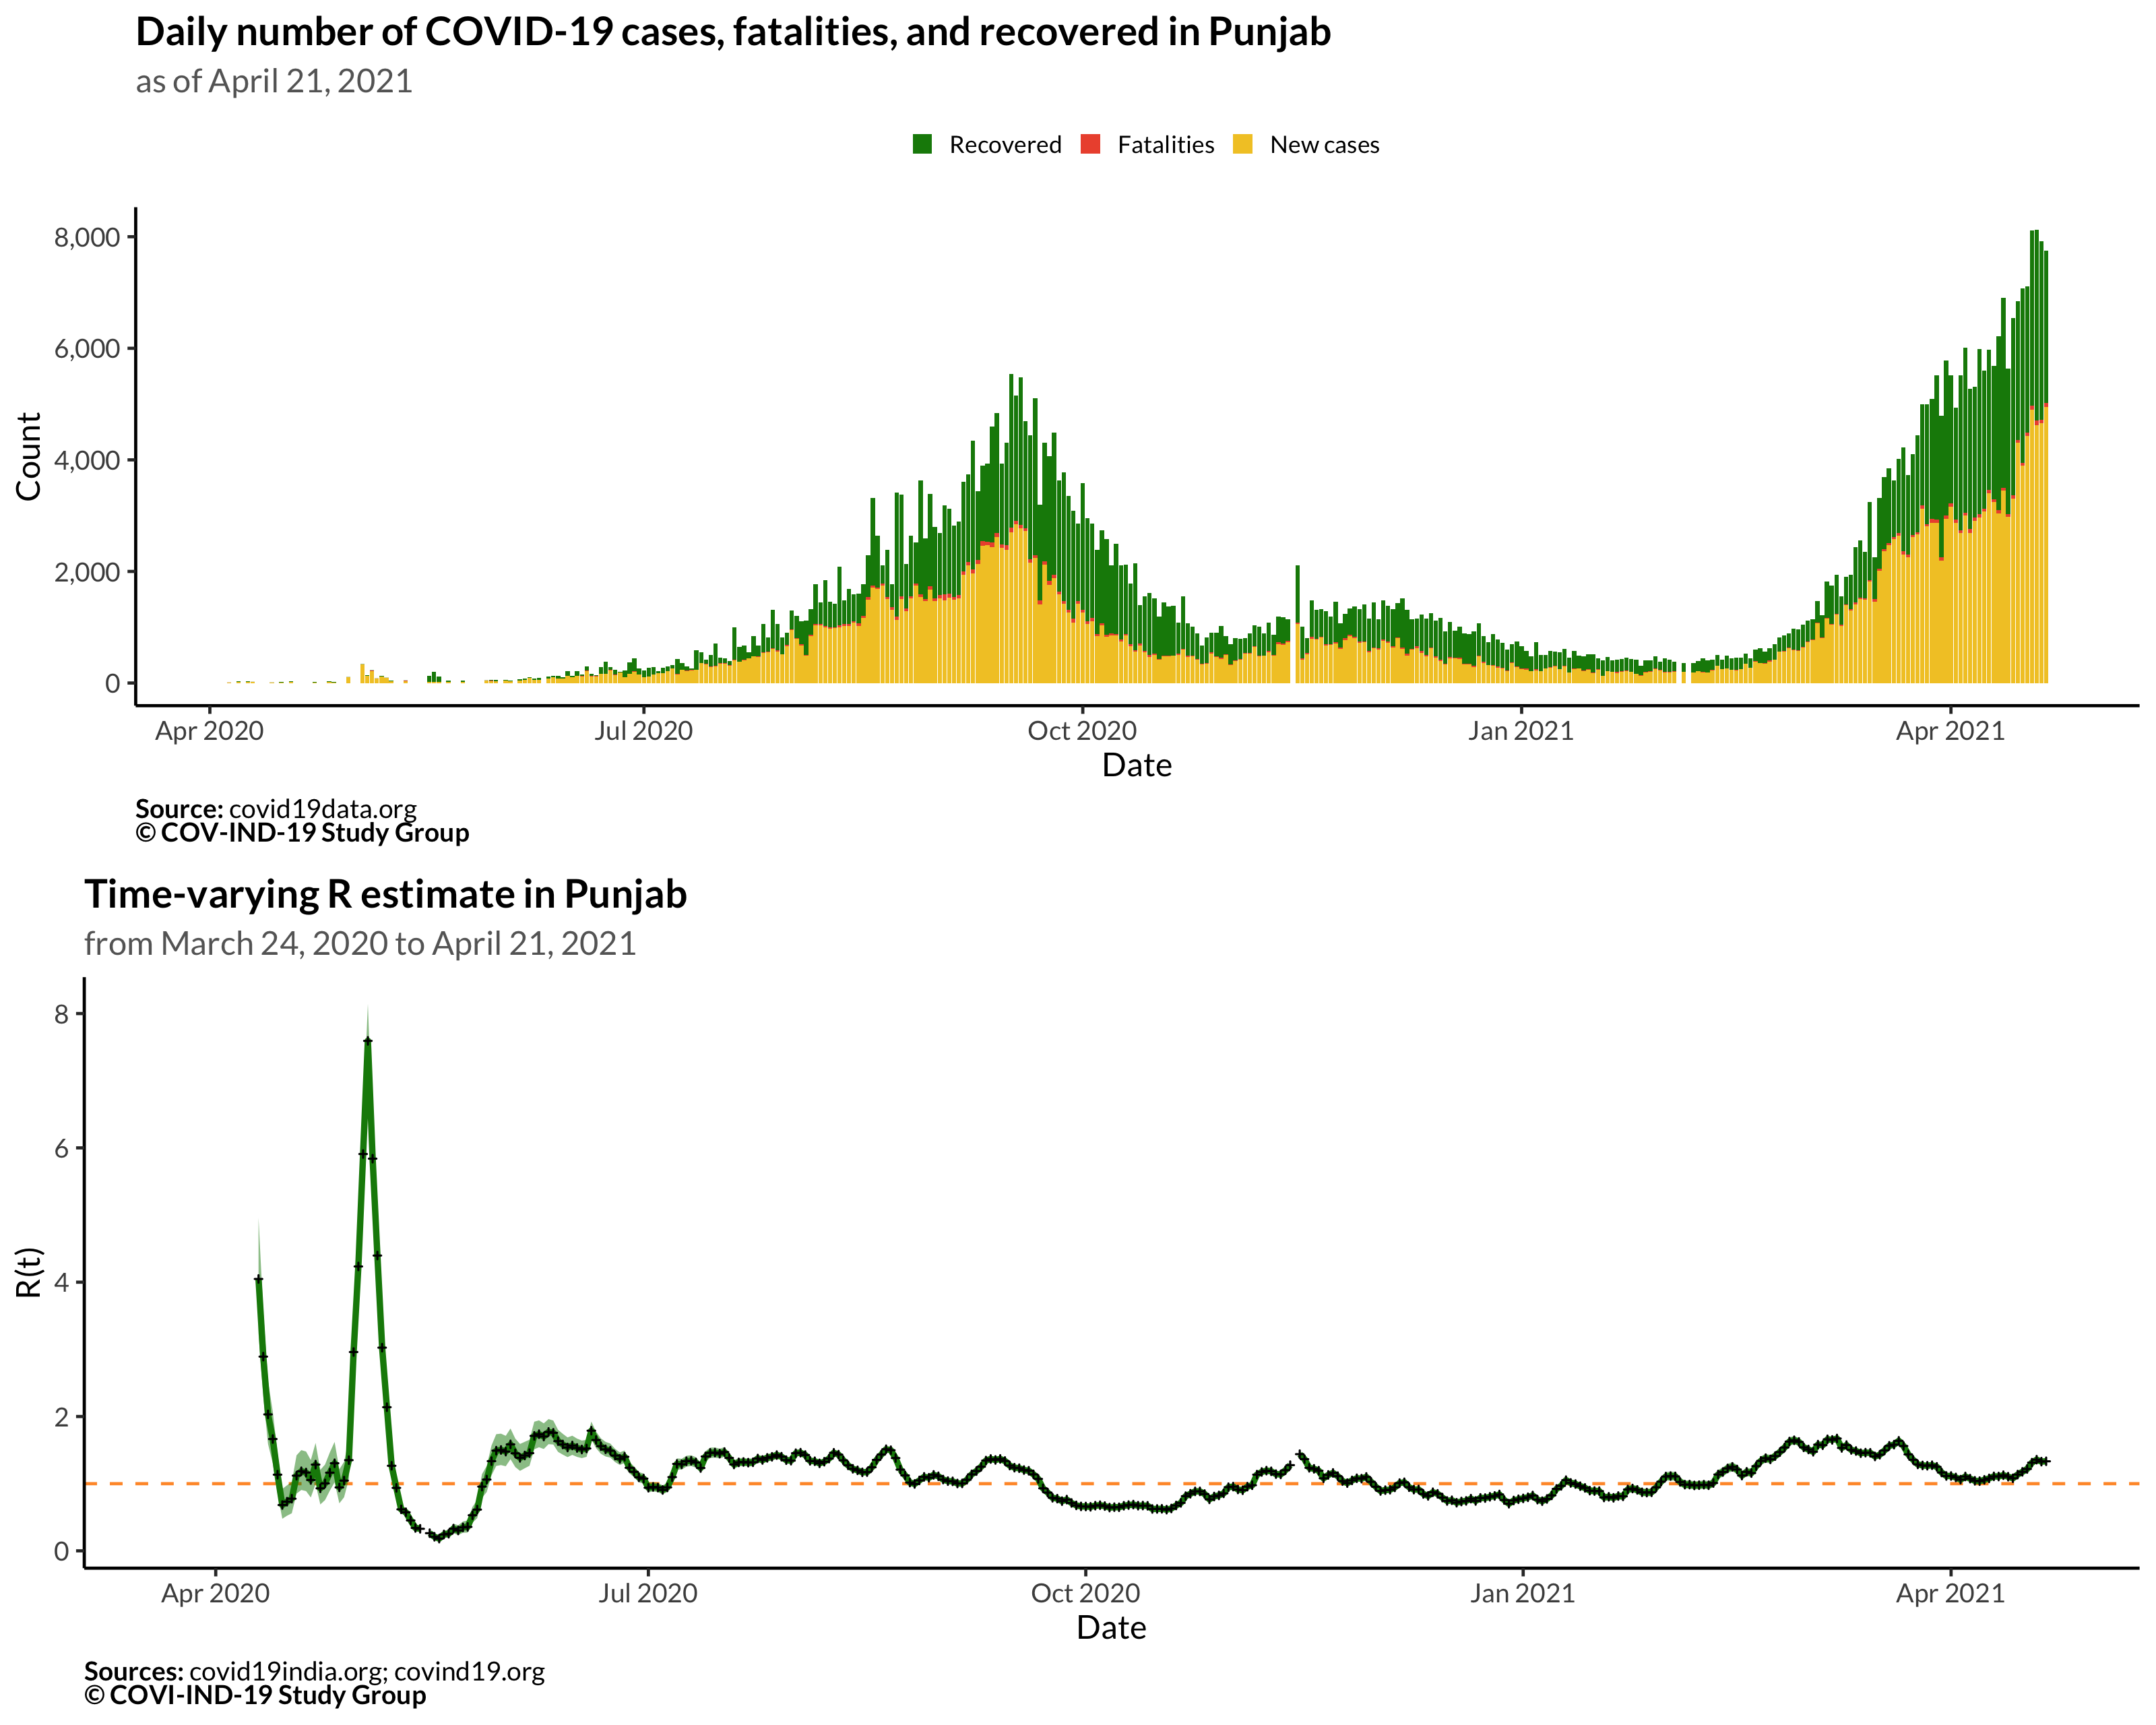 Daily number of COVID-19 cases, fatalities, and recovered in Punjab
as of April 21, 2021
Recovered Fatalities New cases
8,000
6,000
4,000
2,000
0
Count
Apr 2020 Jul 2020 Oct 2020 Jan 2021 Apr 2021
Date
Source: covid19data.org
© COV-IND-19 Study Group
Time-varying R estimate in Punjab
from March 24, 2020 to April 21, 2021
8
6
4
2
0
R(t)
Apr 2020 Jul 2020 Oct 2020 Jan 2021 Apr 2021
Date
Sources: covid19india.org; covind19.org
© COVI-IND-19 Study Group